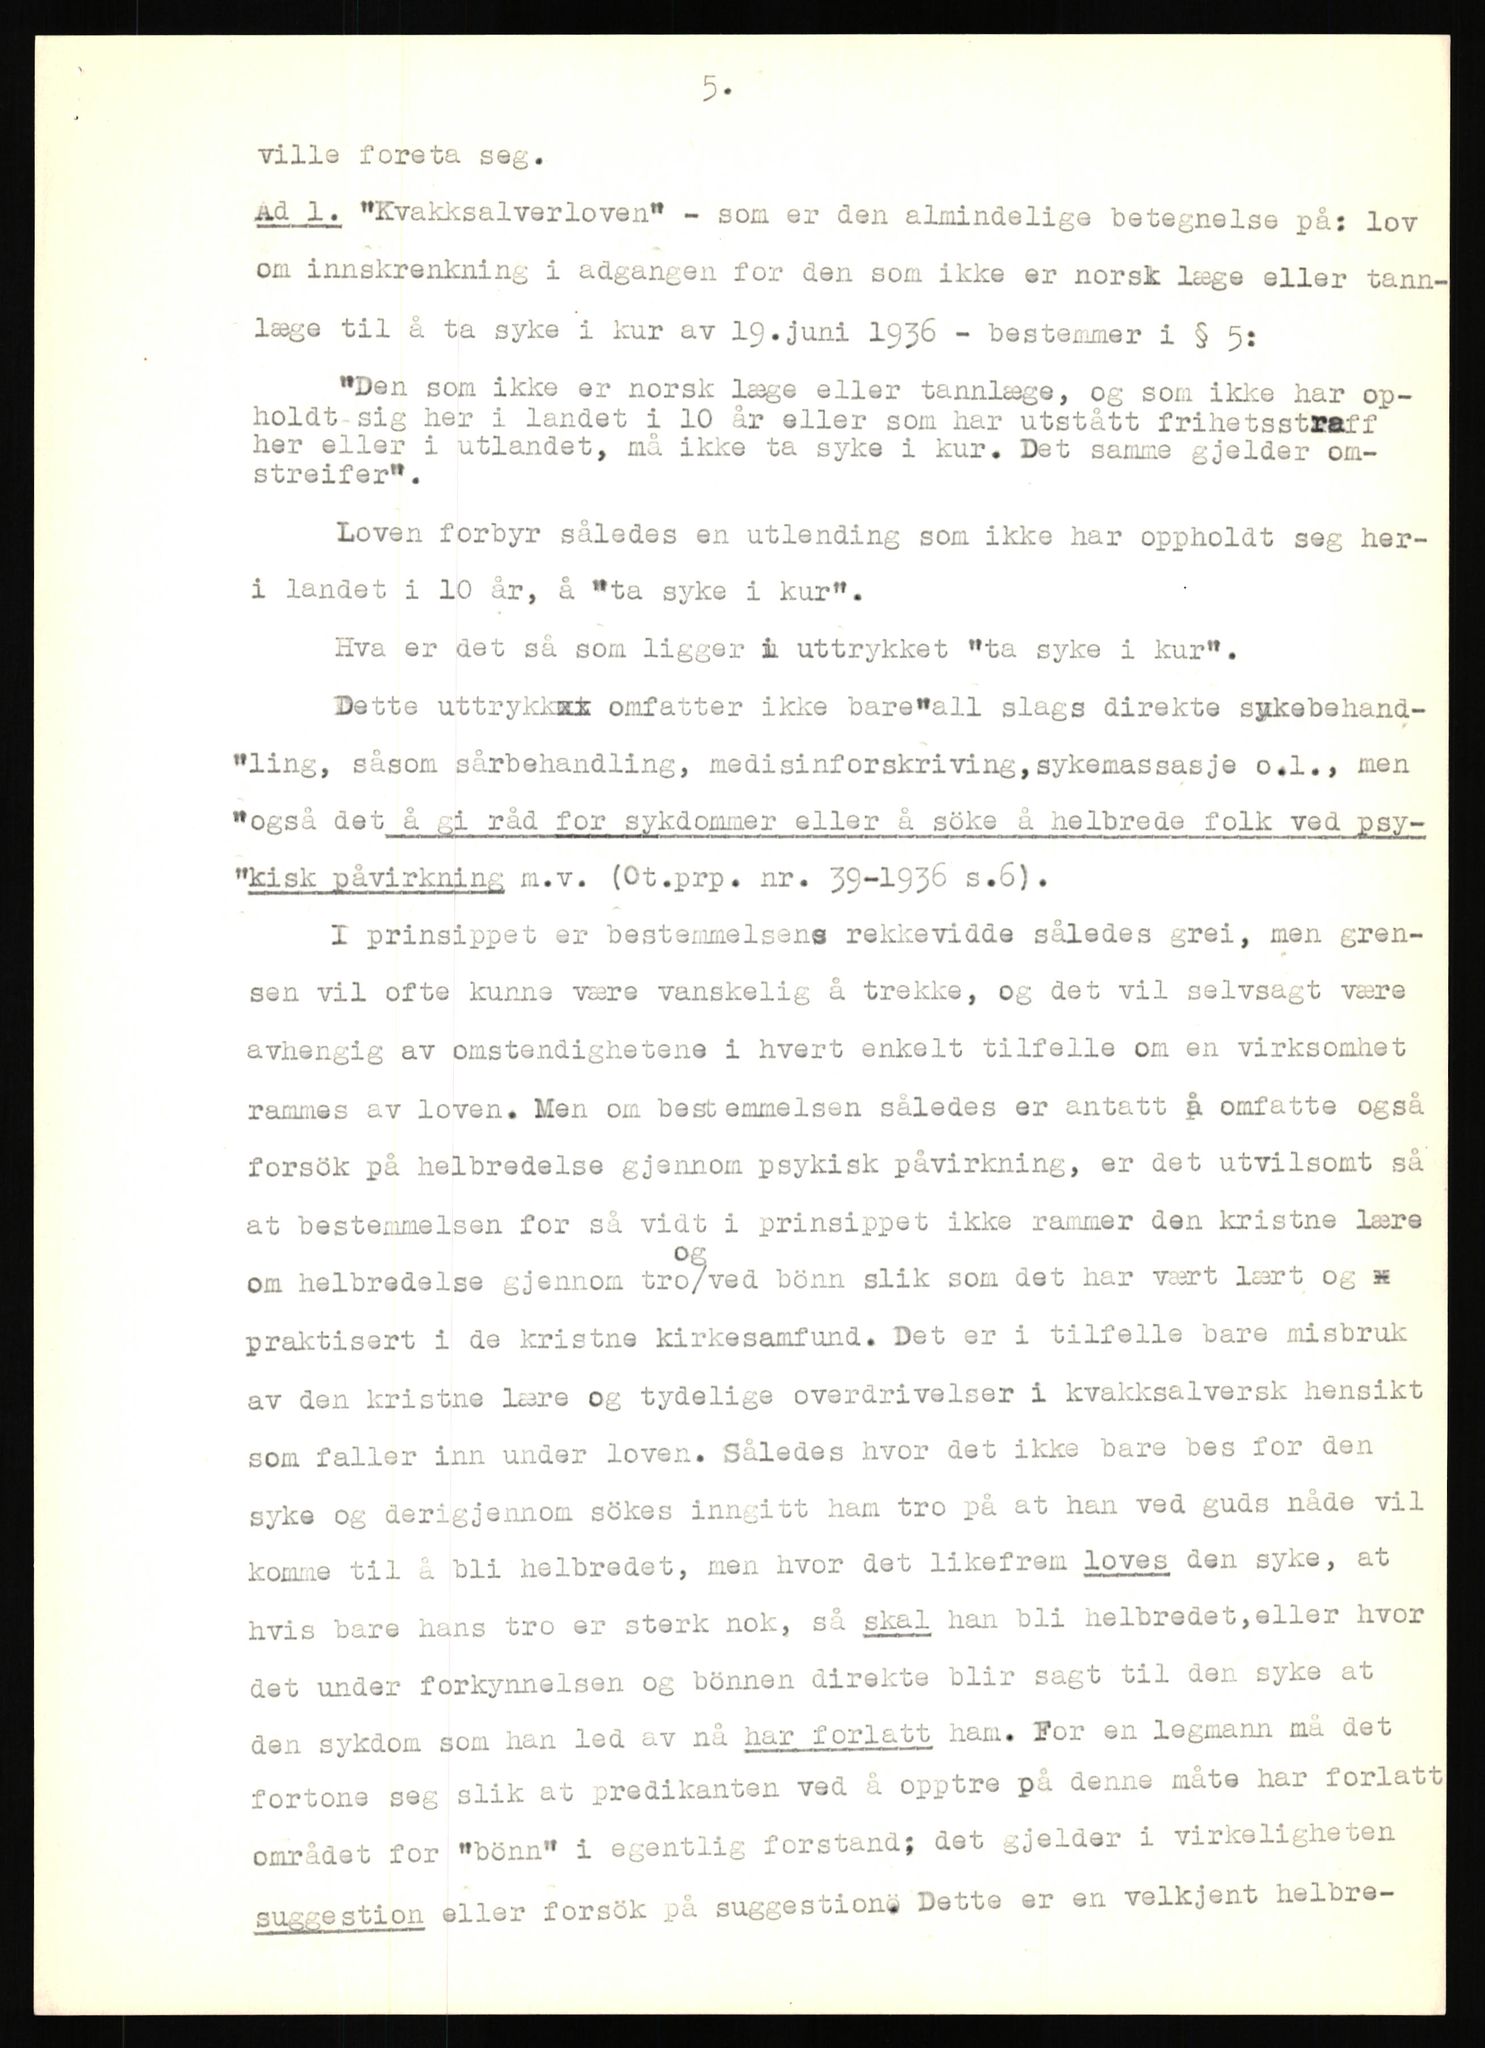 5.
ville foreta seg.
Ad 1. "Kvakksalverloven" - som er den almindelige betegnelse på: lov
om innskrenkning i adgangen for den som ikke er norsk læge eller tann-
læge til å ta syke i kur av 19.juni 1936 - bestemmer i § 5:
"Den som ikke er norsk læge eller tannlæge, og som ikke har op-
holdt sig her i landet i 10 år eller som har utstått frihetsstraff
her eller i utlandet, må ikke ta syke i kur. Det samme gjelder om-
streifer".
Loven forbyr således en utlending som ikke har oppholdt seg her-
i landet i 10 år, å "ta syke i kur".
Hva er det så som ligger i uttrykket "ta syke i kur".
Dette uttrykkxt omfatter ikke bare"all slags direkte sykebehand-
"ling, såsom sårbehandling, medisinforskriving,sykemassasje o.l., men
"også det å gi råd for sykdommer eller å söke å helbrede folk ved psy-
"kisk påvirkning m.v. (Ot.prp. nr. 39-1936 s.6).
I prinsippet er bestemmelsens rekkevidde således grei, men gren-
sen vil ofte kunne være vanskelig å trekke, og det vil selvsagt være
avhengig av omstendighetene i hvert enkelt tilfelle om en virksomhet
rammes av loven. Men om bestemmelsen således er antatt å omfatte også
forsök på helbredelse gjennom psykisk påvirkning, er det utvilsomt så
at bestemmelsen for så vidt i prinsippet ikke rammer den kristne lære
og
om helbredelse gjennom tro/ved bönn slik som det har vært lært og x
praktisert i de kristne kirkesamfund. Det er i tilfelle bare misbruk
av den kristne lære og tydelige overdrivelser i kvakksalversk hensikt
som faller inn under loven. Således hvor det ikke bare bes for den
syke og derigjennom sökes inngitt ham tro på at han ved guds nåde vil
komme til å bli helbredet, men hvor det likefrem loves den syke, at
hvis bare hans tro er sterk nok, så skal han bli helbredet,eller hvor
det under forkynnelsen og bönnen direkte blir sagt til den syke at
den sykdom som han led av nå har forlatt ham. For en legmann må det
fortone seg slik at predikanten ved å opptre på denne måte har forlatt
området for "bönn" i egentlig forstand; det gjelder i virkeligheten
suggestion eller forsök på suggestion. Dette er en velkjent helbre-